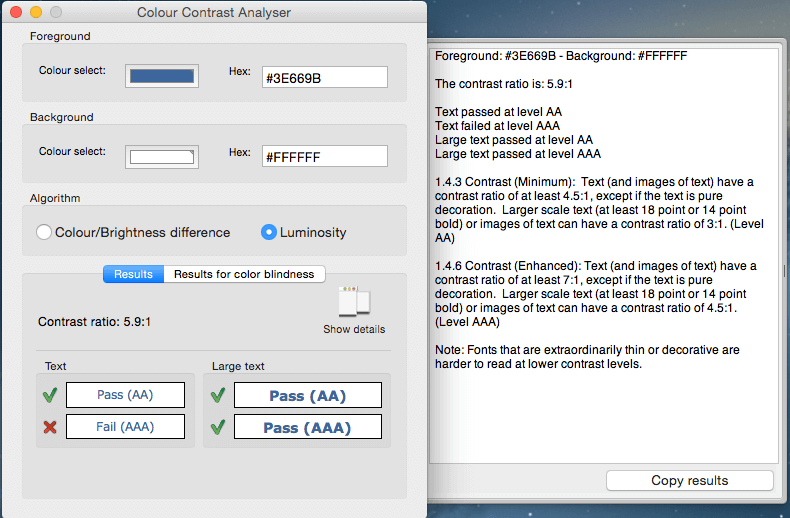 Colour Contrast Analyser
Foreground
Colour select:
Hex:
#3E669B
Background
Colour select:
Hex:
#FFFFFF
Algorithm
Colour/Brightness difference
Luminosity
Results
Results for color blindness
Contrast ratio: 5.9:1
Show details
Text
Large text
Pass (AA)
Pass (AA)
Fail (AAA)
Pass (AAA)
Foreground: #3E669B - Background: #FFFFFF
The contrast ratio is: 5.9:1
Text passed at level AA
Text failed at level AAA
Large text passed at level AA
Large text passed at level AAA
1.4.3 Contrast (Minimum):  Text (and images of text) have a
contrast ratio of at least 4.5:1, except if the text is pure
decoration.  Larger scale text (at least 18 point or 14 point
bold) or images of text can have a contrast ratio of 3:1. (Level
AA)
1.4.6 Contrast (Enhanced): Text (and images of text) have a
contrast ratio of at least 7:1, except if the text is pure
decoration.  Larger scale text (at least 18 point or 14 point
bold) or images of text can have a contrast ratio of 4.5:1.
(Level AAA)
Note: Fonts that are extraordinarily thin or decorative are
harder to read at lower contrast levels.
Copy results